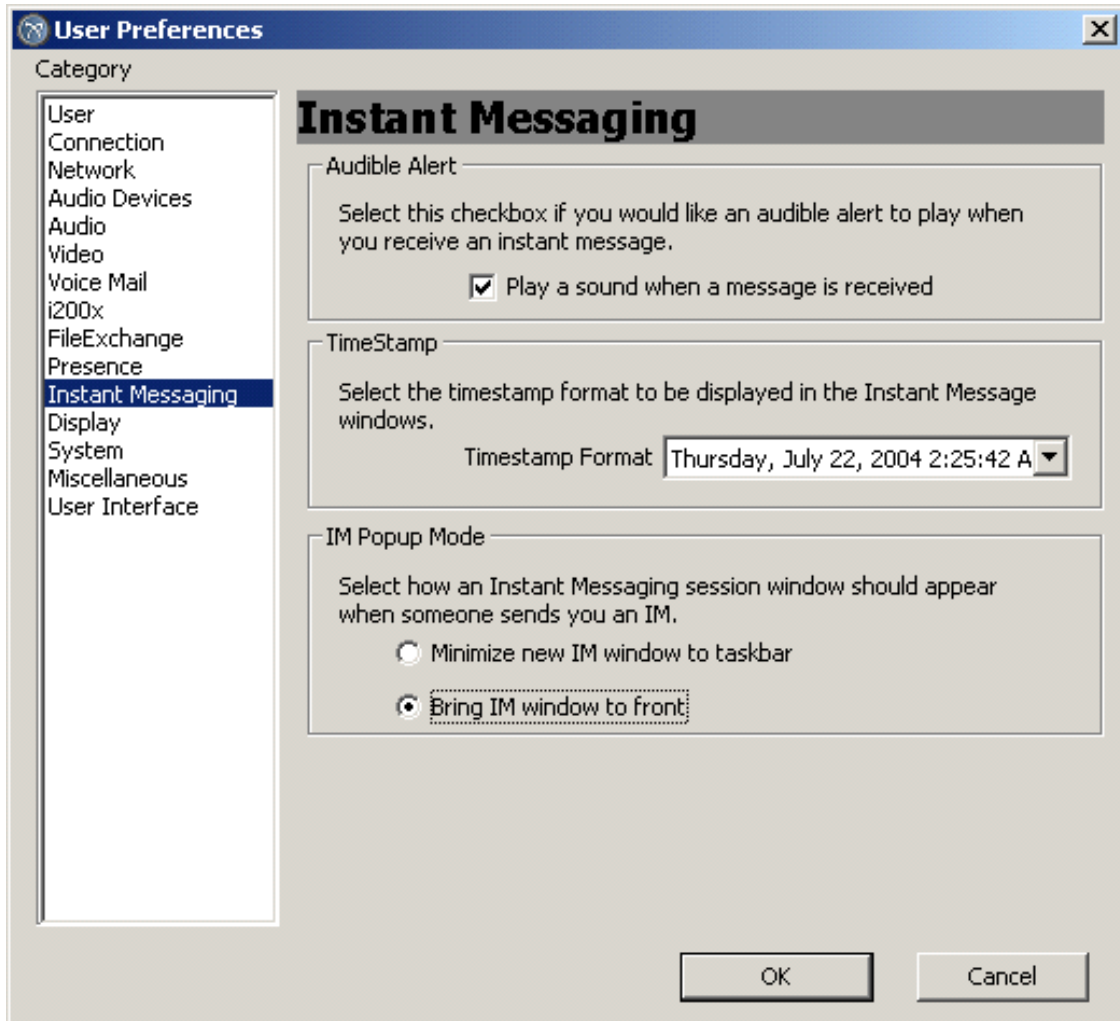 User Preferences
Category
User
Connection
Network
Audio Devices
Audio
Video
Voice Mail
i200x
FileExchange
Presence
Instant Messaging
Display
System
Miscellaneous
User Interface
Instant Messaging
Audible Alert
Select this checkbox if you would like an audible alert to play when
you receive an instant message.
Play a sound when a message is received
TimeStamp
Select the timestamp format to be displayed in the Instant Message
windows.
Timestamp Format Thursday, July 22, 2004 2:25:42 A
IM Popup Mode
Select how an Instant Messaging session window should appear
when someone sends you an IM.
Minimize new IM window to taskbar
Bring IM window to front
OK Cancel